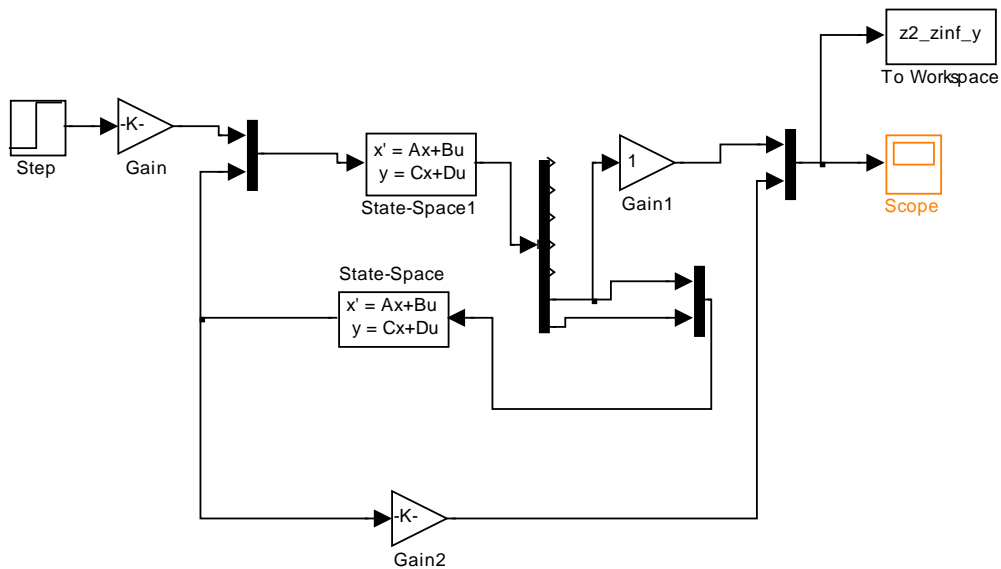 z2_zinf_y
To Workspace
Step
-K-
Gain
x' = Ax+Bu
y = Cx+Du
State-Space1
1
Gain1
Scope
State-Space
x' = Ax+Bu
y = Cx+Du
-K-
Gain2